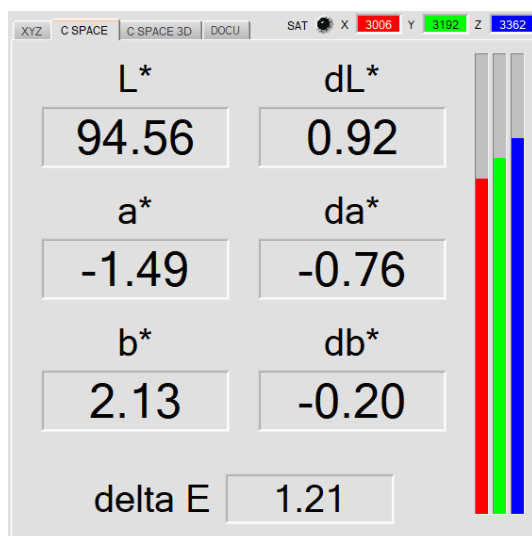 XYZ C SPACE C SPACE 3D DOCU SAT X 3006 Y 3192 Z 3362
L* dL*
94.56 0.92
a* da*
-1.49 -0.76
b* db*
2.13 -0.20
delta E 1.21